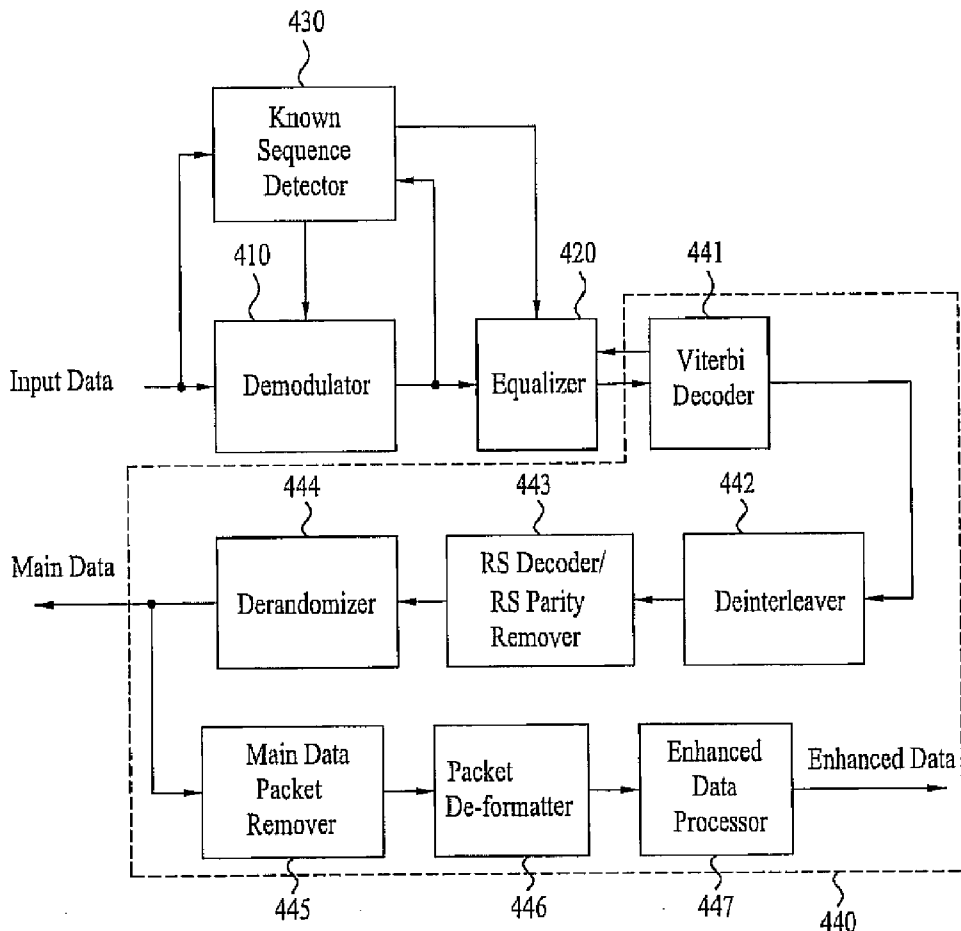 430
Known
Sequence
Detector
410
420
441
Input Data
Demodulator
Equalizer
Viterbi
Decoder
444
443
442
Main Data
Derandomizer
RS Decoder/
RS Parity
Remover
Deinterleaver
Main Data
Packet
Remover
Packet
De-formatter
Enhanced
Data
Processor
Enhanced Data
445
446
447
440